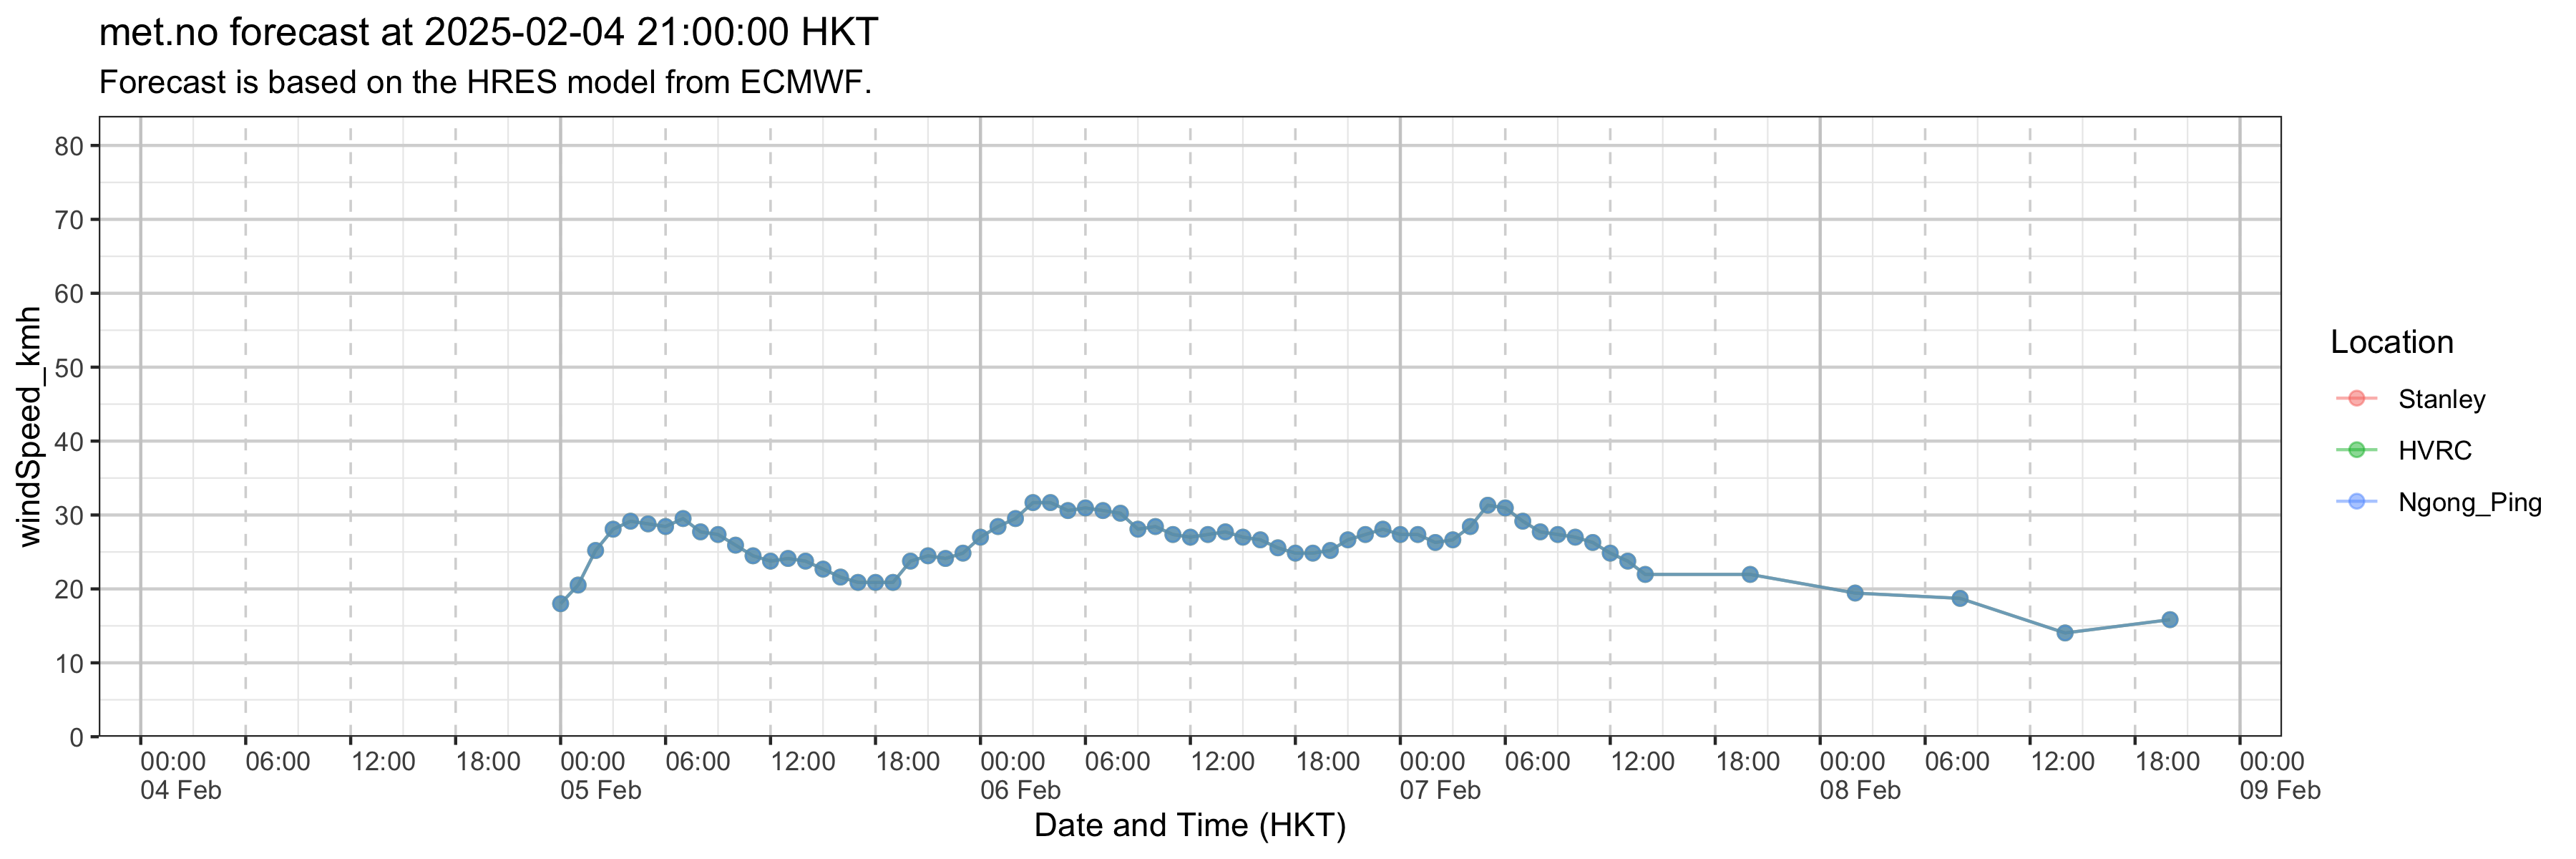 met.no forecast at 2025-02-04 21:00:00 HKT
Forecast is based on the HRES model from ECMWF.
windSpeed_kmh
80
70
60
50
40
30
20
10
0
00:00 06:00 12:00 18:00 00:00 06:00 12:00 18:00 00:00 06:00 12:00 18:00 00:00 06:00 12:00 18:00 00:00 06:00 12:00 18:00 00:00
04 Feb 05 Feb 06 Feb 07 Feb 08 Feb 09 Feb
Date and Time (HKT)
Location
Stanley
HVRC
Ngong_Ping